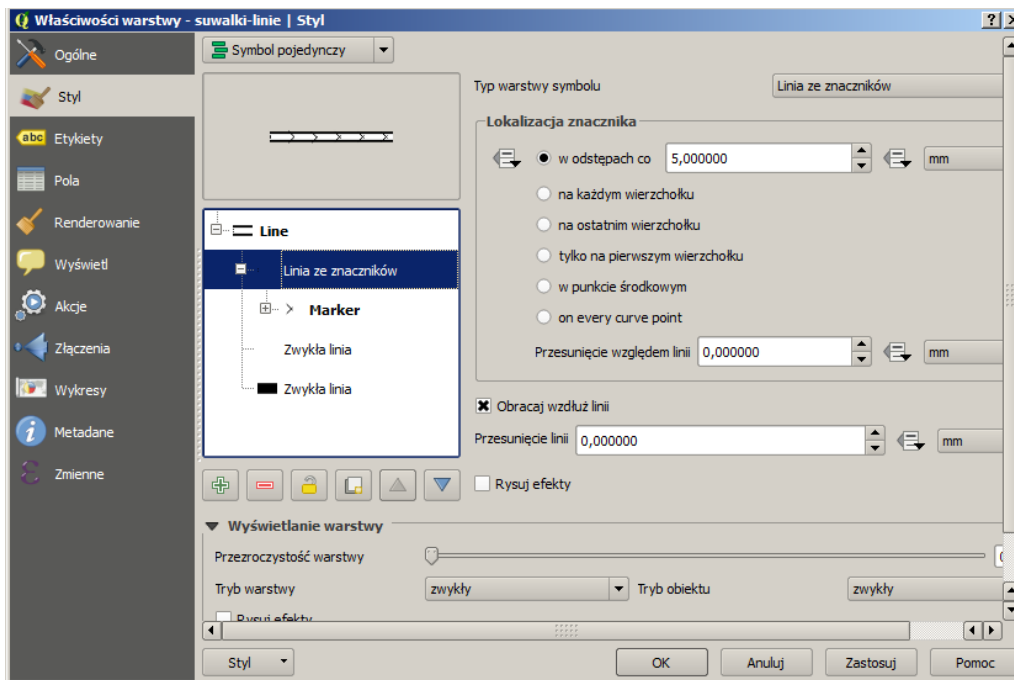 Właściwości warstwy - suwalki-linie | Styl
Ogólne
Styl
abc Etykiety
Pola
Renderowanie
Wyświetl
Akcje
Złączenia
Wykresy
Metadane
Zmienne
Symbol pojedynczy
Line
Linia ze znaczników
Marker
Zwykła linia
Zwykła linia
Typ warstwy symbolu Linia ze znaczników
Lokalizacja znacznika
w odstępach co 5,000000 mm
na każdym wierzchołku
na ostatnim wierzchołku
tylko na pierwszym wierzchołku
w punkcie środkowym
on every curve point
Przesunięcie względem linii 0,000000 mm
Obracaj wzdłuż linii
Przesunięcie linii 0,000000 mm
Rysuj efekty
Wyświetlanie warstwy
Przezroczystość warstwy
Tryb warstwy zwykły Tryb obiektu zwykły
Rysuj efekty
Styl OK Anuluj Zastosuj Pomoc